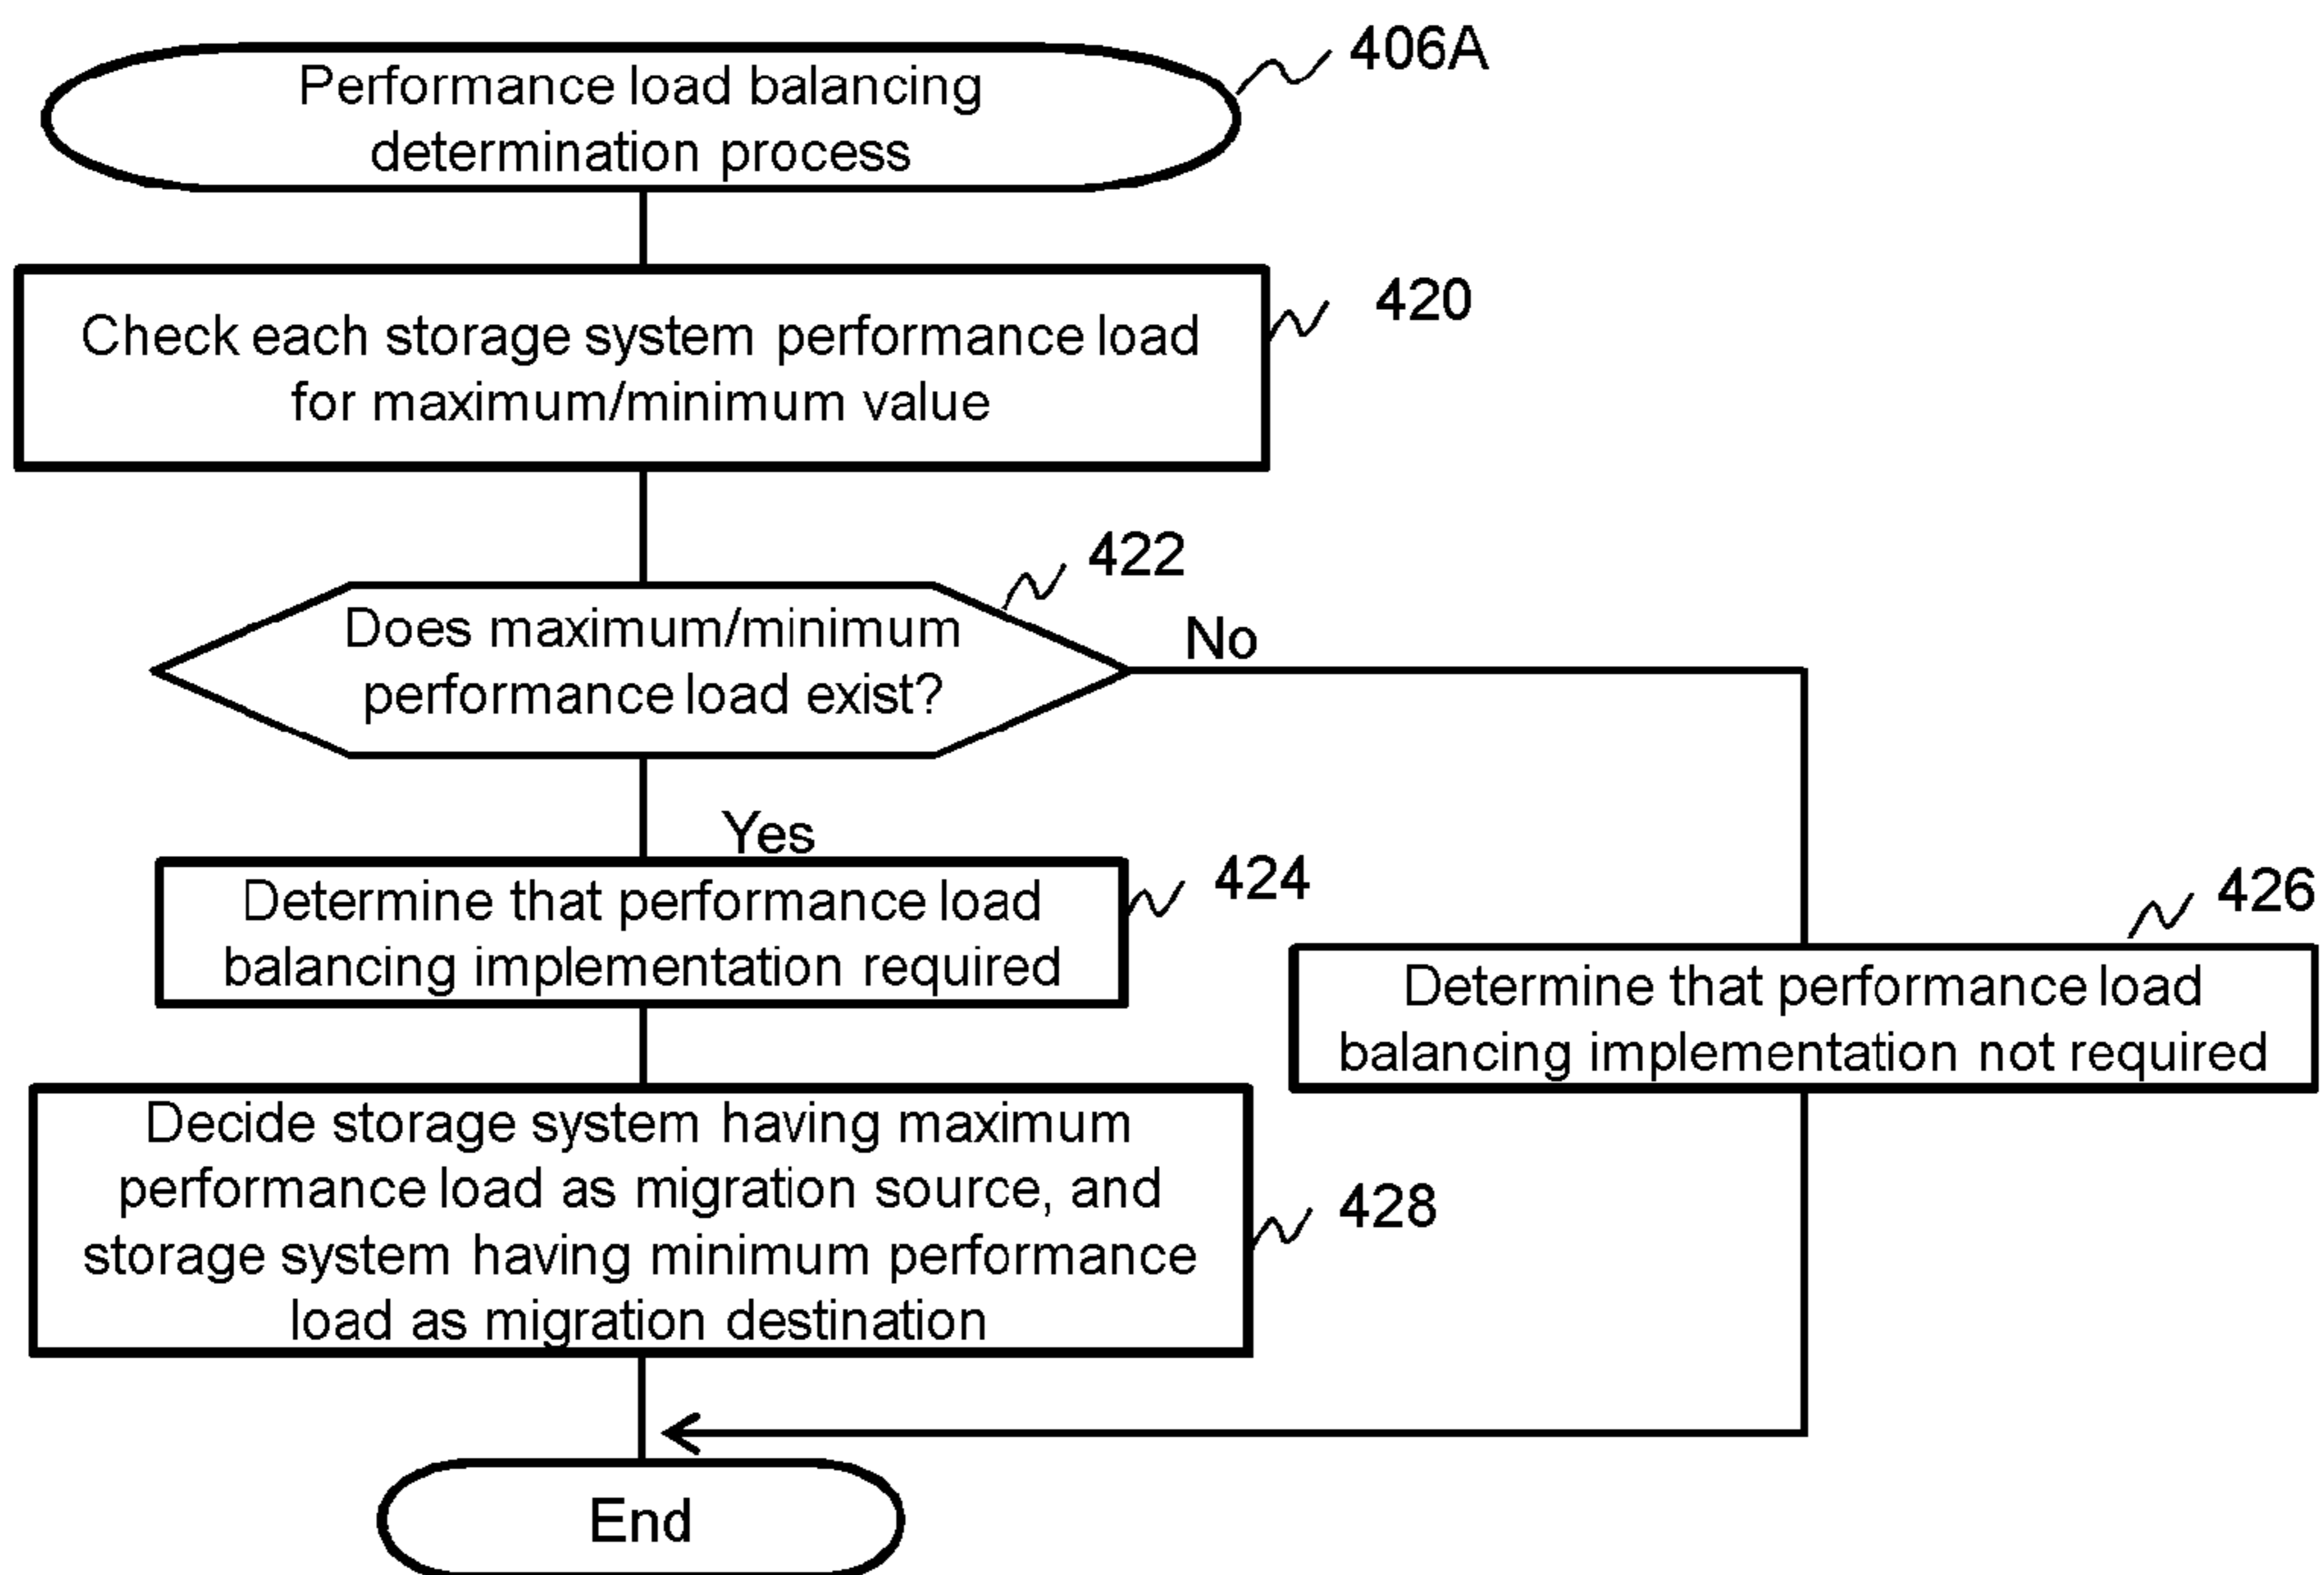 Performance load balancing
determination process
406A
Check each storage system performance load
for maximum/minimum value
420
Does maximum/minimum
performance load exist?
422
No
Yes
Determine that performance load
balancing implementation required
424
Determine that performance load
balancing implementation not required
426
Decide storage system having maximum
performance load as migration source, and
storage system having minimum performance
load as migration destination
428
End